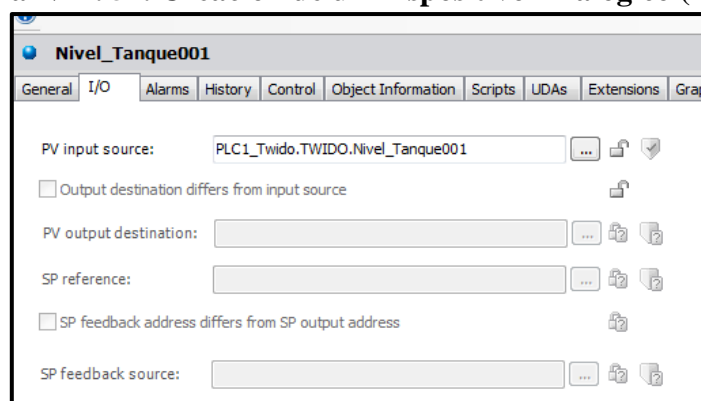 Nivel_Tanque001
General I/O Alarms History Control Object Information Scripts UDAs Extensions
PV input source: PLC1_Twido.TWIDO.Nivel_Tanque001 ...
Output destination differs from input source
PV output destination: ...
SP reference: ...
SP feedback address differs from SP output address
SP feedback source: ...